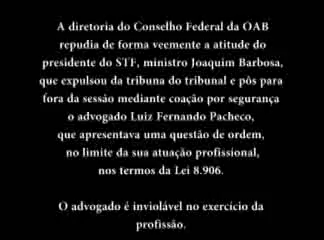 A diretoria do Conselho Federal da OAB
repudia de forma veemente a atitude do
presidente do STF, ministro Joaquim Barbosa,
que expulsou da tribuna do tribunal e pôs para
fora da sessão mediante coação por segurança
o advogado Luiz Fernando Pacheco,
que apresentava uma questão de ordem,
no limite da sua atuação profissional,
nos termos da Lei 8.906.
O advogado é inviolável no exercício da
profissão.